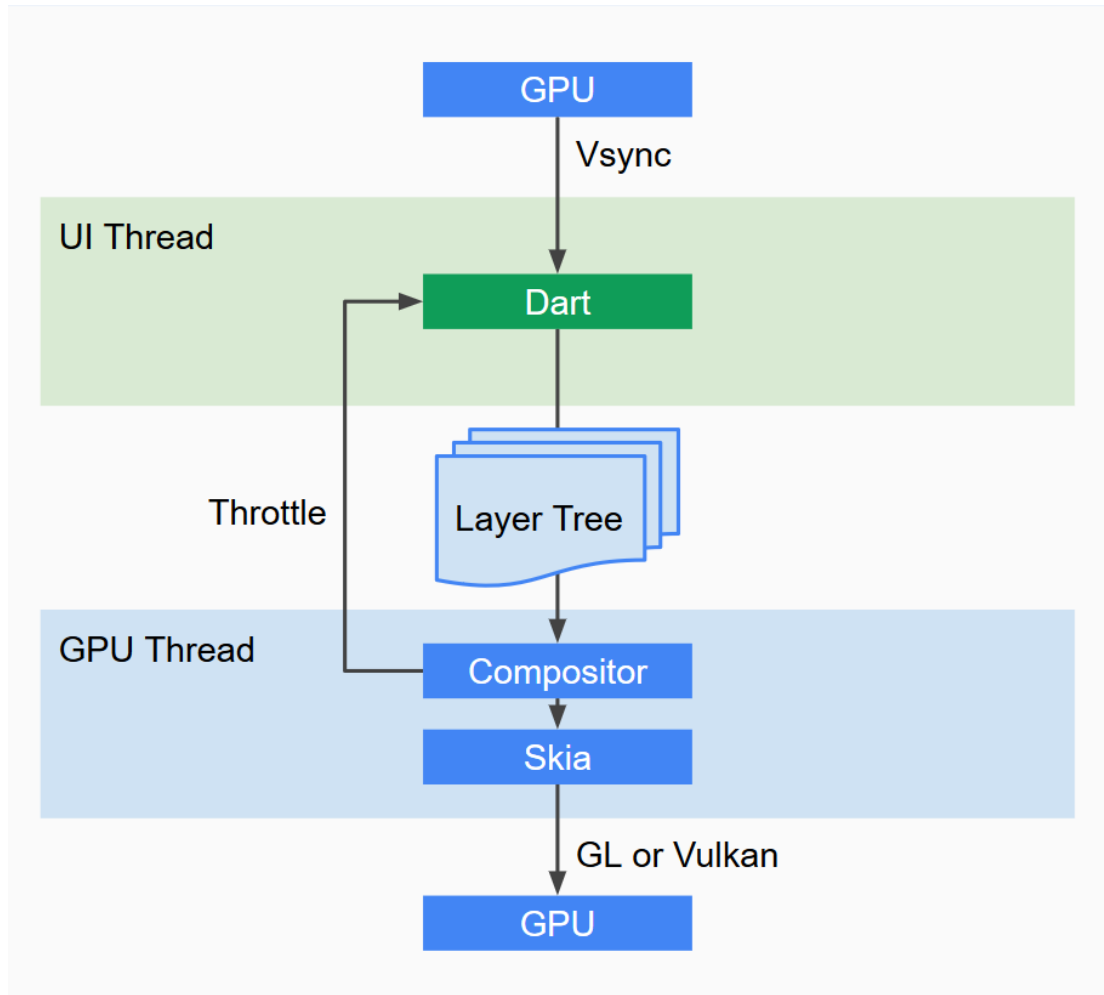 GPU
Vsync
UI Thread
Dart
Throttle
Layer Tree
GPU Thread
Compositor
Skia
GL or Vulkan
GPU